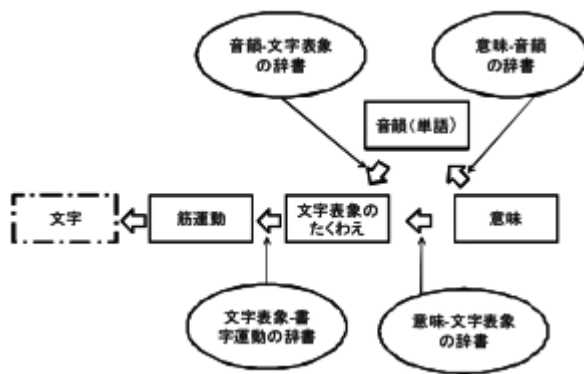 音韻-文字表象
の辞書
意味-音韻
の辞書
音韻(単語)
文字
筋運動
文字表象の
たくわえ
意味
文字表象-書
字運動の辞書
意味-文字表象
の辞書